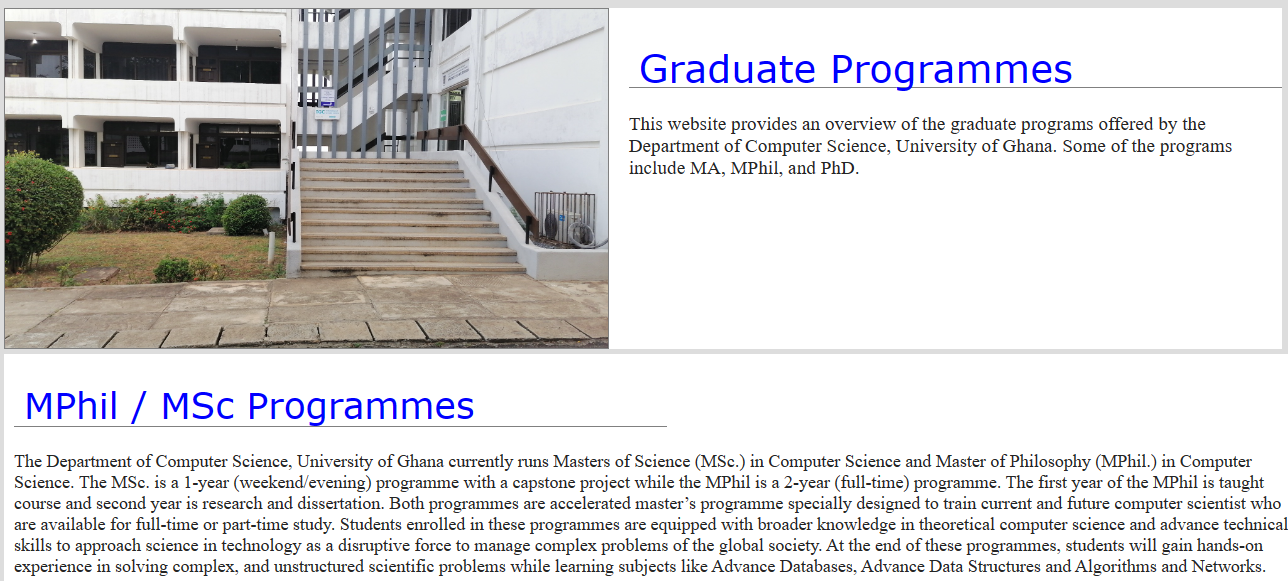 Graduate Programmes
This website provides an overview of the graduate programs offered by the
Department of Computer Science, University of Ghana. Some of the programs
include MA, MPhil, and PhD.
MPhil / MSc Programmes
The Department of Computer Science, University of Ghana currently runs Masters of Science (MSc.) in Computer Science and Master of Philosophy (MPhil.) in Computer
Science. The MSc. is a 1-year (weekend/evening) programme with a capstone project while the MPhil is a 2-year (full-time) programme. The first year of the MPhil is taught
course and second year is research and dissertation. Both programmes are accelerated master’s programme specially designed to train current and future computer scientist who
are available for full-time or part-time study. Students enrolled in these programmes are equipped with broader knowledge in theoretical computer science and advance technical
skills to approach science in technology as a disruptive force to manage complex problems of the global society. At the end of these programmes, students will gain hands-on
experience in solving complex, and unstructured scientific problems while learning subjects like Advance Databases, Advance Data Structures and Algorithms and Networks.